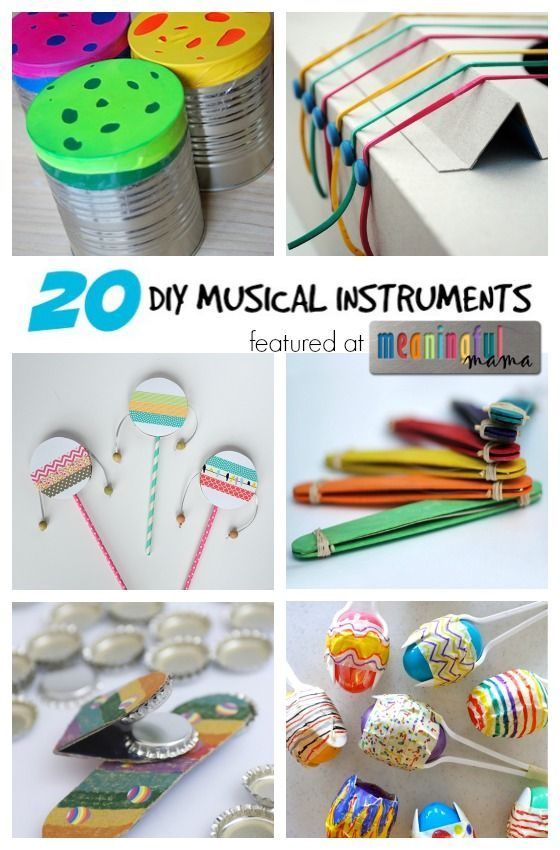 20 DIY MUSICAL INSTRUMENTS
featured at meaningful mama